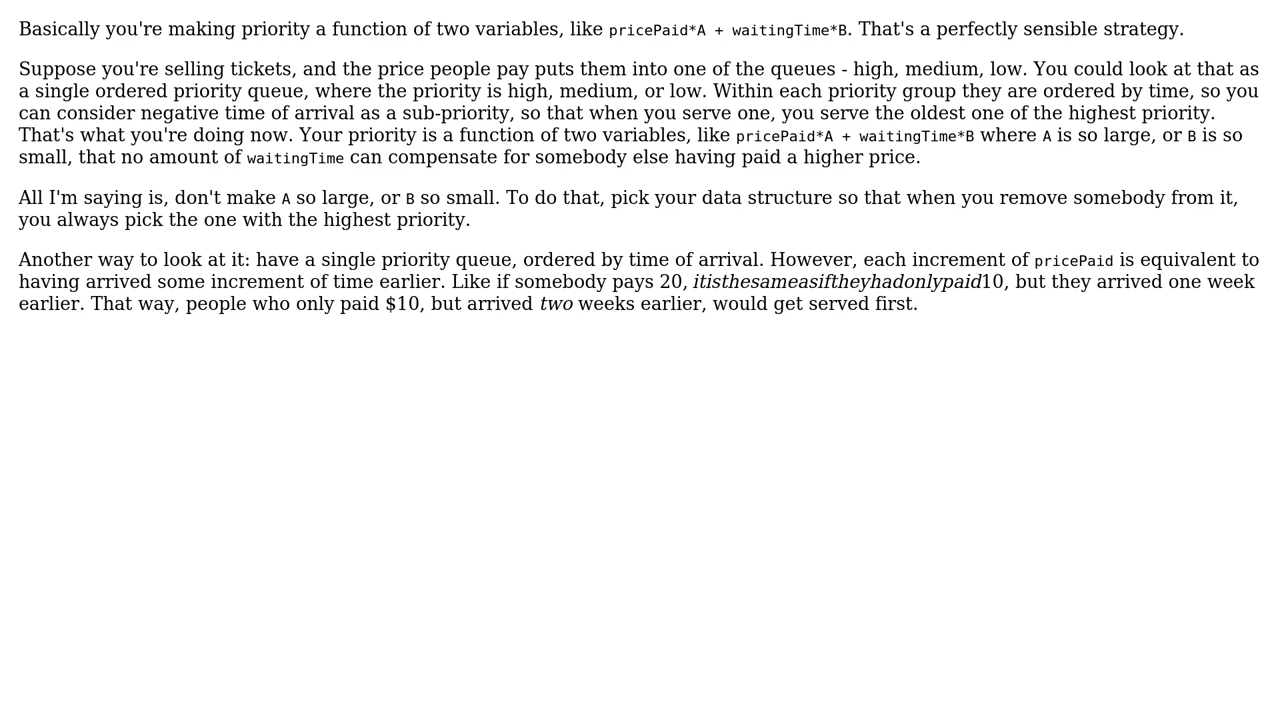 Basically you're making priority a function of two variables, like pricePaid*A + waitingTime*B. That's a perfectly sensible strategy.
Suppose you're selling tickets, and the price people pay puts them into one of the queues - high, medium, low. You could look at that as
a single ordered priority queue, where the priority is high, medium, or low. Within each priority group they are ordered by time, so you
can consider negative time of arrival as a sub-priority, so that when you serve one, you serve the oldest one of the highest priority.
That's what you're doing now. Your priority is a function of two variables, like pricePaid*A + waitingTime*B where A is so large, or B is so
small, that no amount of waitingTime can compensate for somebody else having paid a higher price.
All I'm saying is, don't make A so large, or B so small. To do that, pick your data structure so that when you remove somebody from it,
you always pick the one with the highest priority.
Another way to look at it: have a single priority queue, ordered by time of arrival. However, each increment of pricePaid is equivalent to
having arrived some increment of time earlier. Like if somebody pays 20, itisthesameasiftheyhadonlypaid10, but they arrived one week
earlier. That way, people who only paid $10, but arrived two weeks earlier, would get served first.